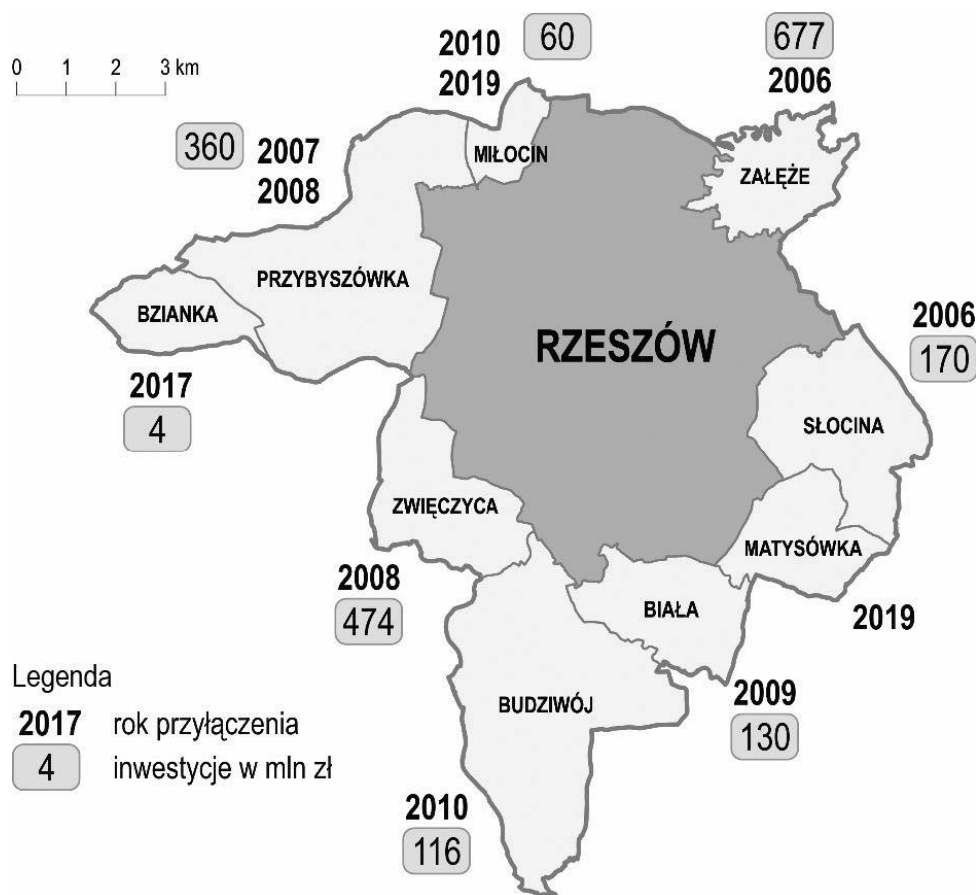 60
677
2010
2019
2006
0 1 2 3 km
360
2007
2008
MIŁOCIN
ZAŁĘŻE
PRZYBYSZÓWKA
BZIANKA
RZESZÓW
2006
170
2017
4
SŁOCINA
ZWIĘCZYCA
MATYSÓWKA
2008
474
BIAŁA
2019
Legenda
2017 rok przyłączenia
4 inwestycje w mln zł
BUDZIWÓJ
2009
130
2010
116